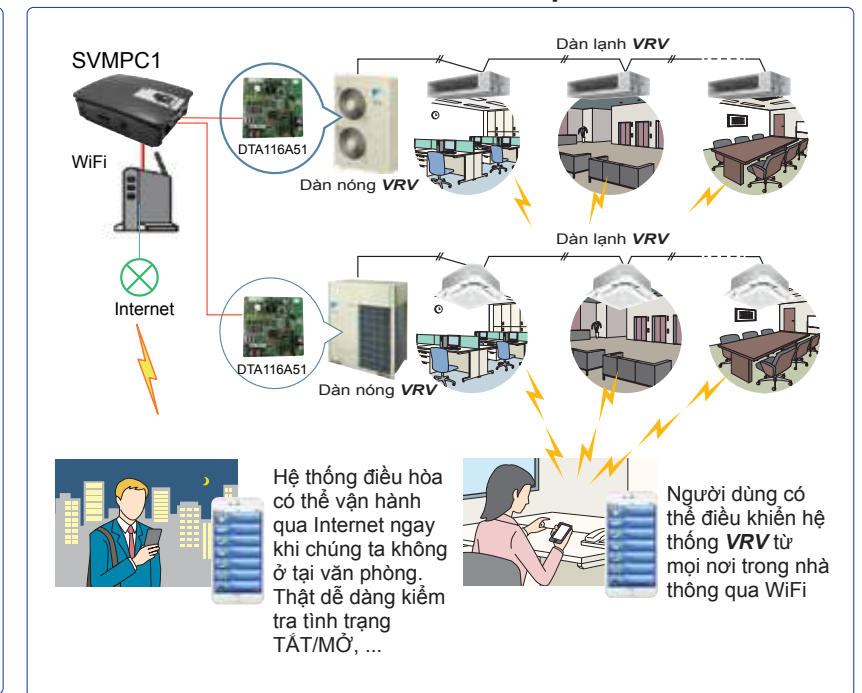 Dàn lạnh VRV
SVMPC1
DTA116A51
WiFi
Dàn nóng VRV
Dàn lạnh VRV
Internet
DTA116A51
Dàn nóng VRV
Hệ thống điều hòa
có thể vận hành
qua Internet ngay
khi chúng ta không
ở tại văn phòng.
Thật dễ dàng kiểm
tra tình trạng
TẮT/MỞ, ...
Người dùng có
thể điều khiển hệ
thống VRV từ
mọi nơi trong nhà
thông qua WiFi